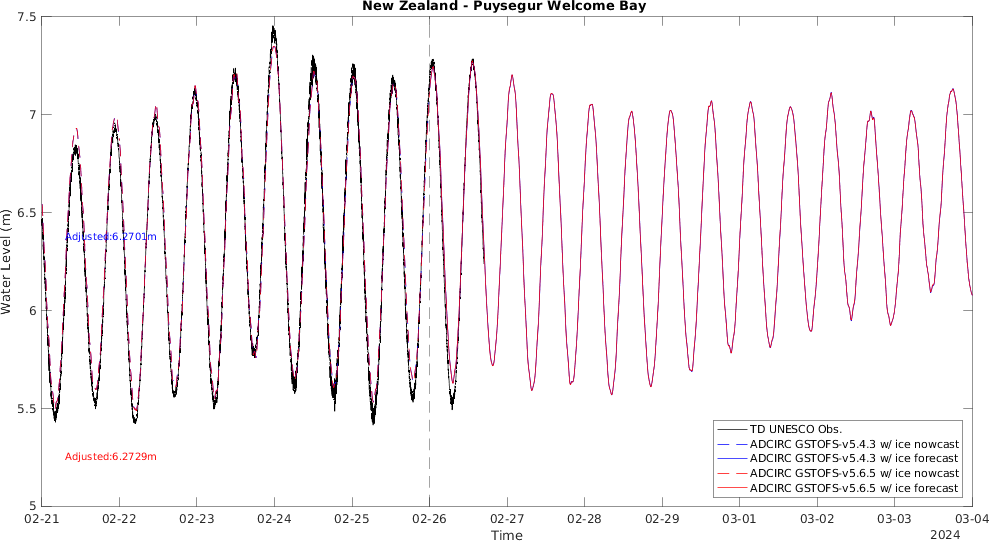 New Zealand - Puysegur Welcome Bay
7.5
7
6.5
6
5.5
5
Water Level (m)
Adjusted:6.2701m
Adjusted:6.2729m
TD UNESCO Obs.
ADCIRC GSTOFS-v5.4.3 w/ ice nowcast
ADCIRC GSTOFS-v5.4.3 w/ ice forecast
ADCIRC GSTOFS-v5.6.5 w/ ice nowcast
ADCIRC GSTOFS-v5.6.5 w/ ice forecast
02-21 02-22 02-23 02-24 02-25 02-26 02-27 02-28 02-29 03-01 03-02 03-03 03-04
Time
2024